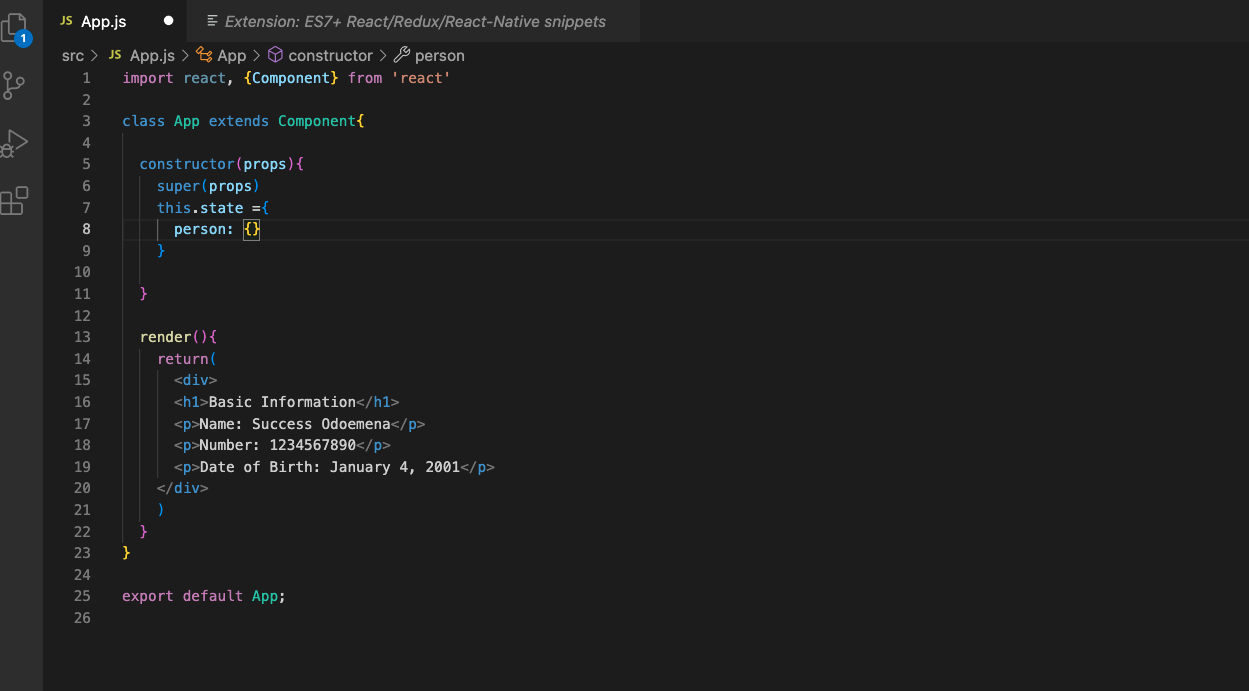 JS App.js Extension: ES7+ React/Redux/React-Native snippets
1
src > JS App.js > App > constructor > person
1 import react, {Component} from 'react'
2
3 class App extends Component{
4
5 constructor(props){
6 super(props)
7 this.state ={
8 person: {}
9 }
10
11 }
12
13 render(){
14 return(
15 <div>
16 <h1>Basic Information</h1>
17 <p>Name: Success Odoemena</p>
18 <p>Number: 1234567890</p>
19 <p>Date of Birth: January 4, 2001</p>
20 </div>
21 )
22 }
23 }
24
25 export default App;
26